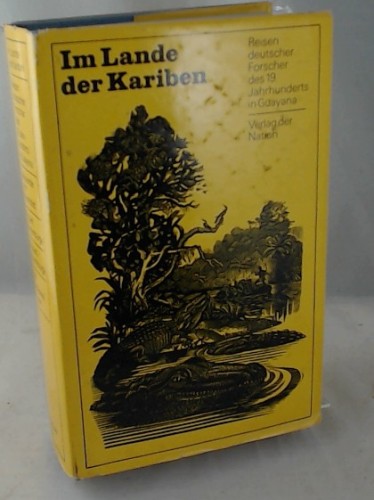 Im Lande
der Kariben
Reisen
deutscher
Forscher
des 19.
Jahrhunderts
in Guayana
Verlag der
Nation